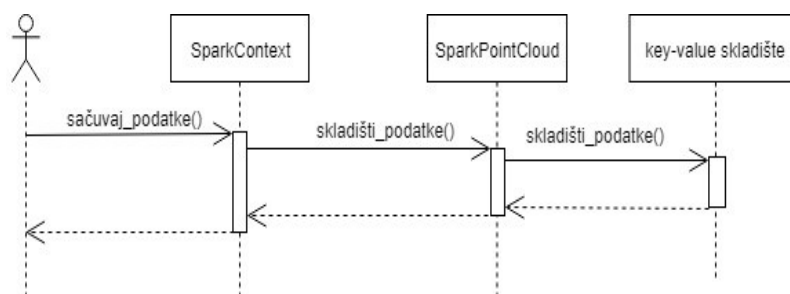 SparkContext
SparkPointCloud
key-value skladište
sačuvaj_podatke()
skladišti_podatke()
skladišti_podatke()